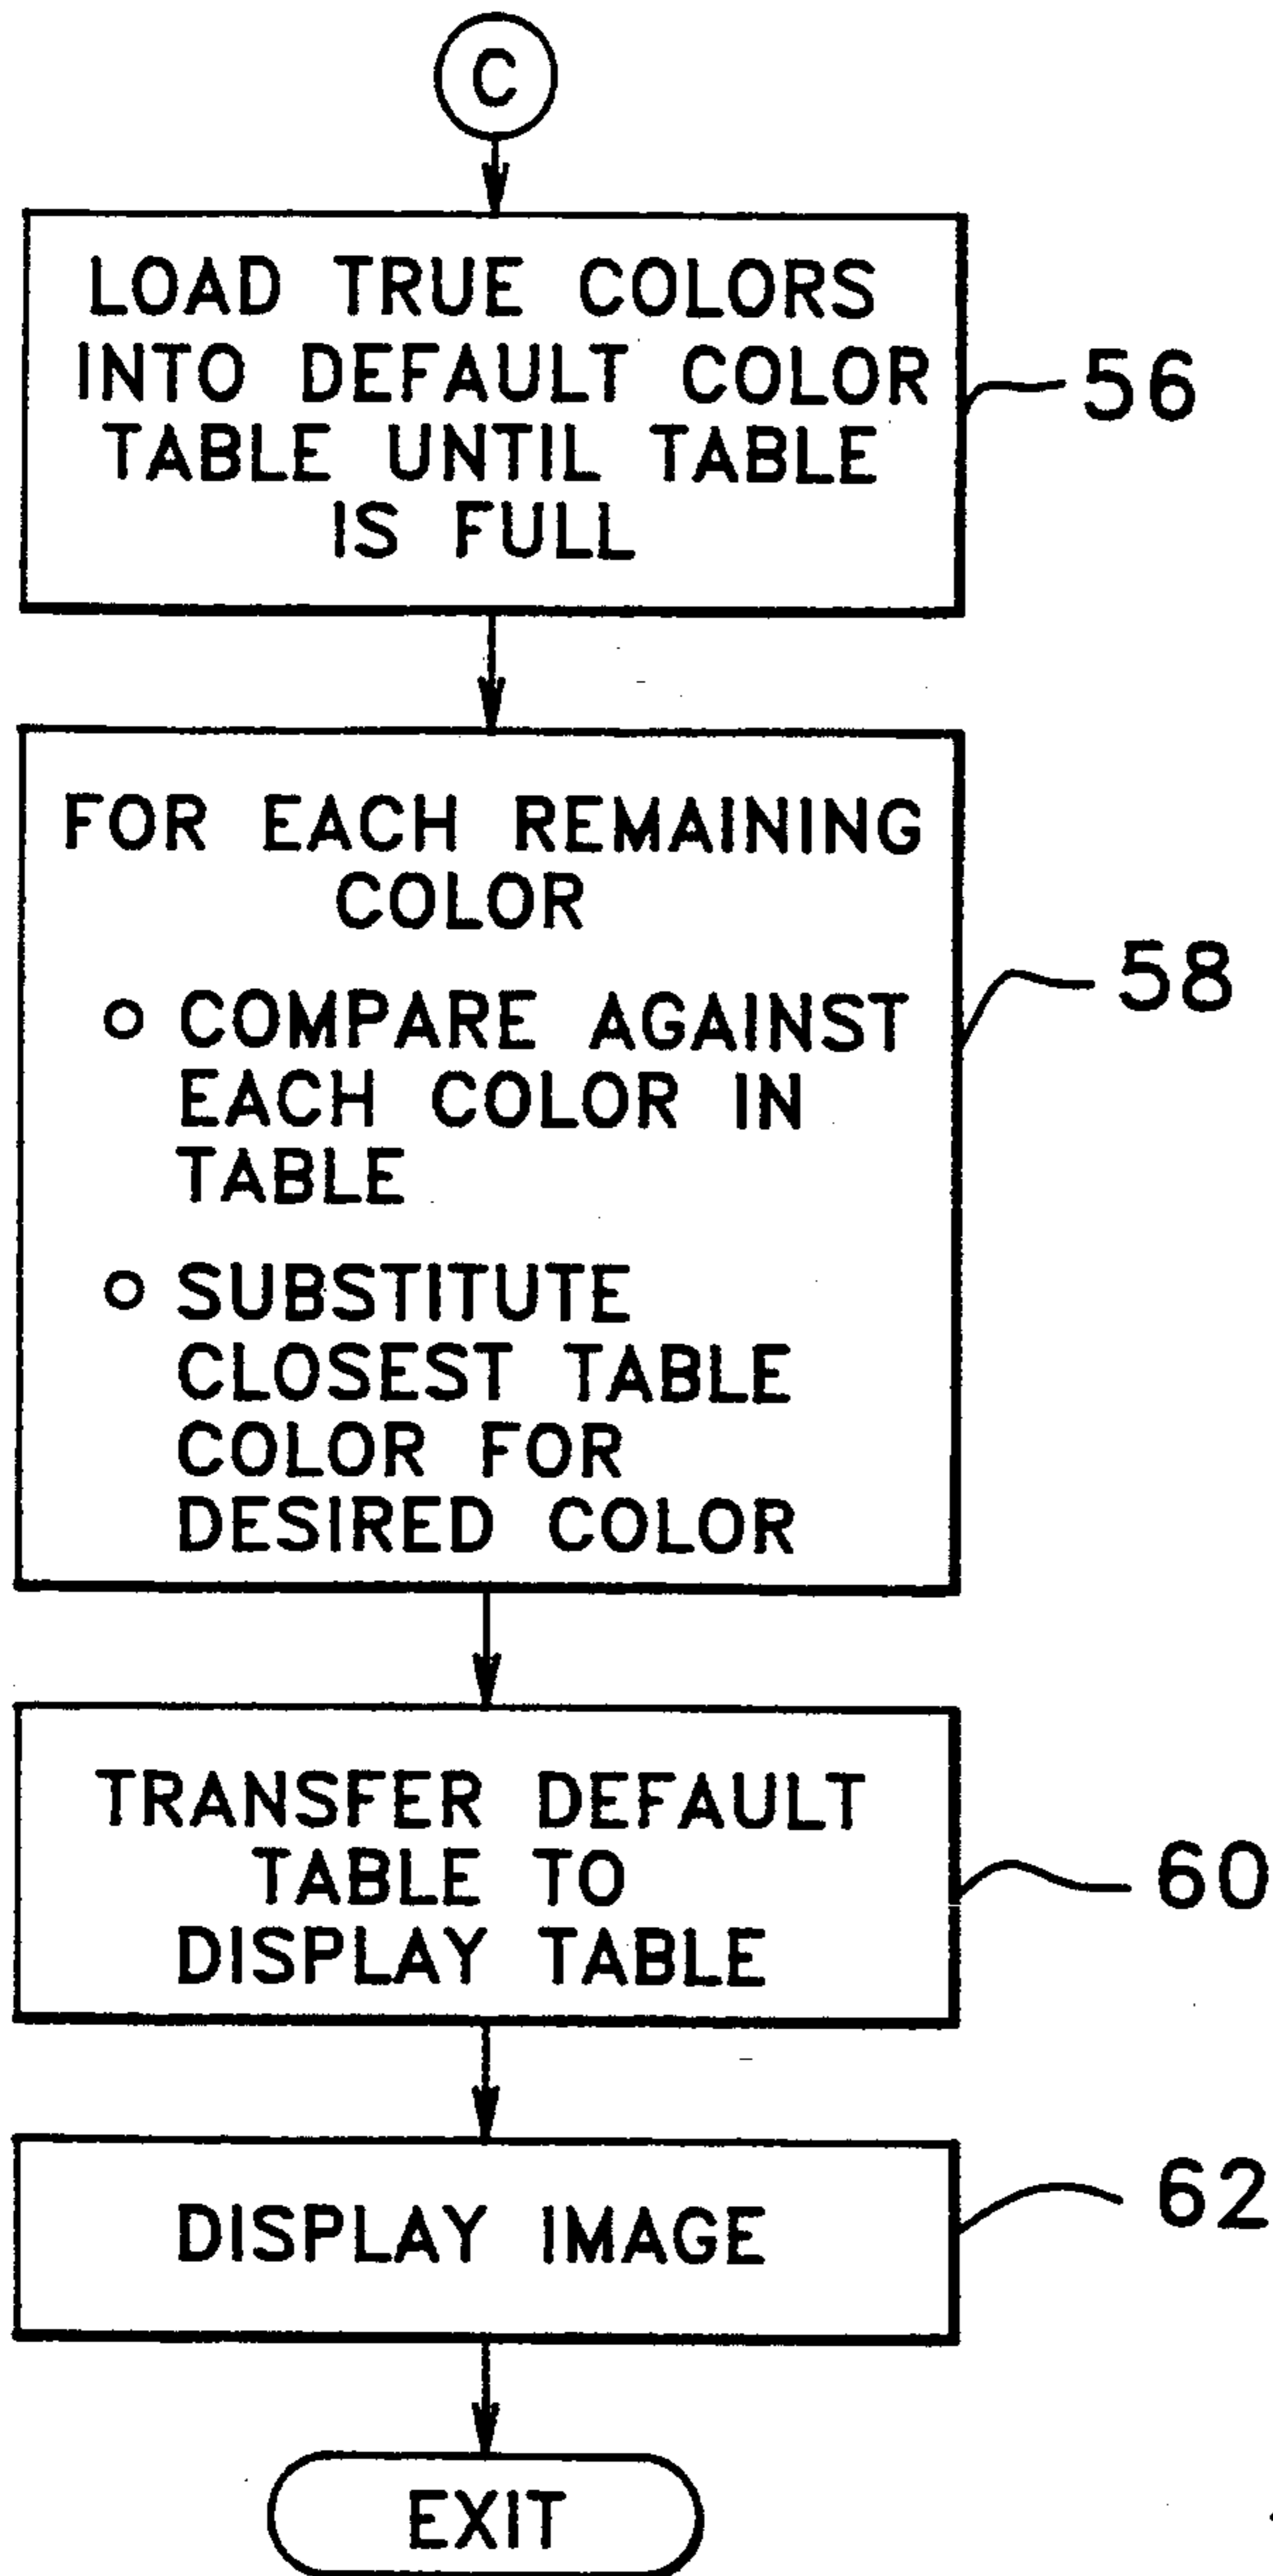 C
LOAD TRUE COLORS
INTO DEFAULT COLOR
TABLE UNTIL TABLE
IS FULL
56
FOR EACH REMAINING
COLOR
O COMPARE AGAINST
EACH COLOR IN
TABLE
O SUBSTITUTE
CLOSEST TABLE
COLOR FOR
DESIRED COLOR
58
TRANSFER DEFAULT
TABLE TO
DISPLAY TABLE
60
DISPLAY IMAGE
62
EXIT